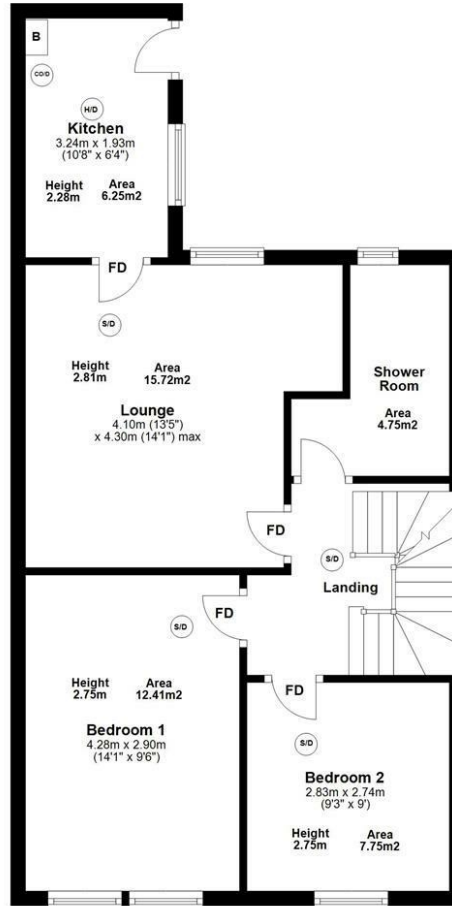 B
CO/D
H/D
Kitchen
3.24m x 1.93m
(10'8" x 6'4")
Height Area
2.28m 6.25m2
FD
S/D
Height Area
2.81m 15.72m2
Lounge
4.10m (13'5")
x 4.30m (14'1") max
Shower
Room
Area
4.75m2
FD
S/D
Landing
S/D
FD
Height Area
2.75m 12.41m2
Bedroom 1
4.28m x 2.90m
(14'1" x 9'6")
FD
S/D
Bedroom 2
2.83m x 2.74m
(9'3" x 9')
Height Area
2.75m 7.75m2